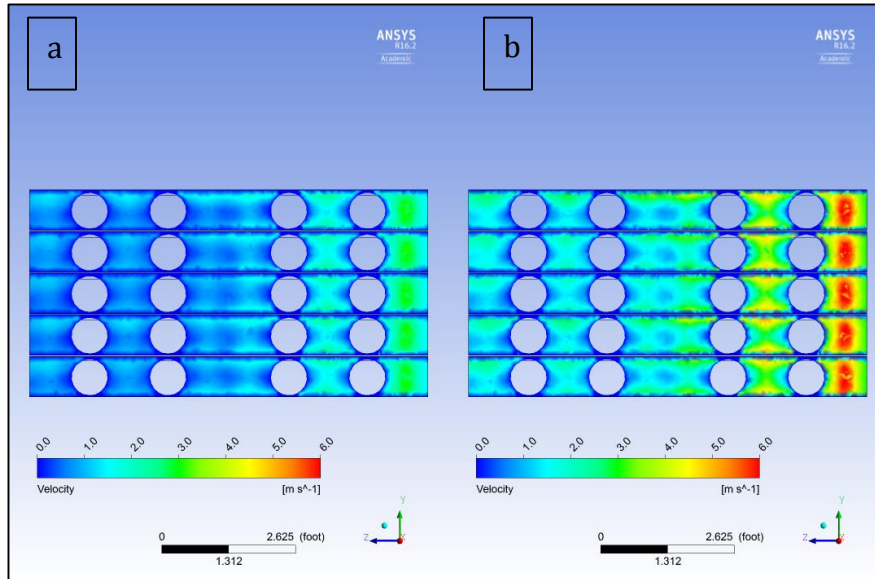 a
ANSYS
R16.2
Academic
0.0 1.0 2.0 3.0 4.0 5.0 6.0
Velocity [m s^-1]
0 2.625 (foot)
1.312
Y
Z X
b
ANSYS
R16.2
Academic
0.0 1.0 2.0 3.0 4.0 5.0 6.0
Velocity [m s^-1]
0 2.625 (foot)
1.312
Y
Z X